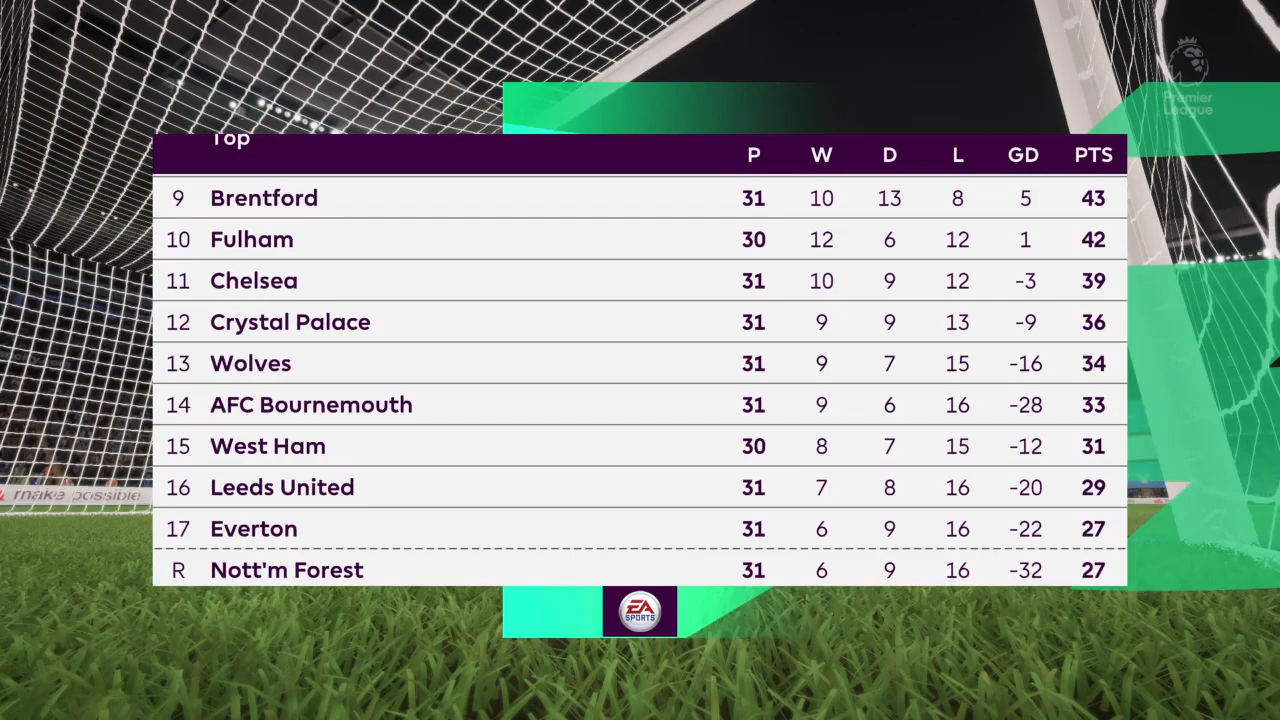 Premier
League
Top P W D L GD PTS
9 Brentford 31 10 13 8 5 43
10 Fulham 30 12 6 12 1 42
11 Chelsea 31 10 9 12 -3 39
12 Crystal Palace 31 9 9 13 -9 36
13 Wolves 31 9 7 15 -16 34
14 AFC Bournemouth 31 9 6 16 -28 33
15 West Ham 30 8 7 15 -12 31
16 Leeds United 31 7 8 16 -20 29
17 Everton 31 6 9 16 -22 27
R Nott'm Forest 31 6 9 16 -32 27
make possible
EA
SPORTS